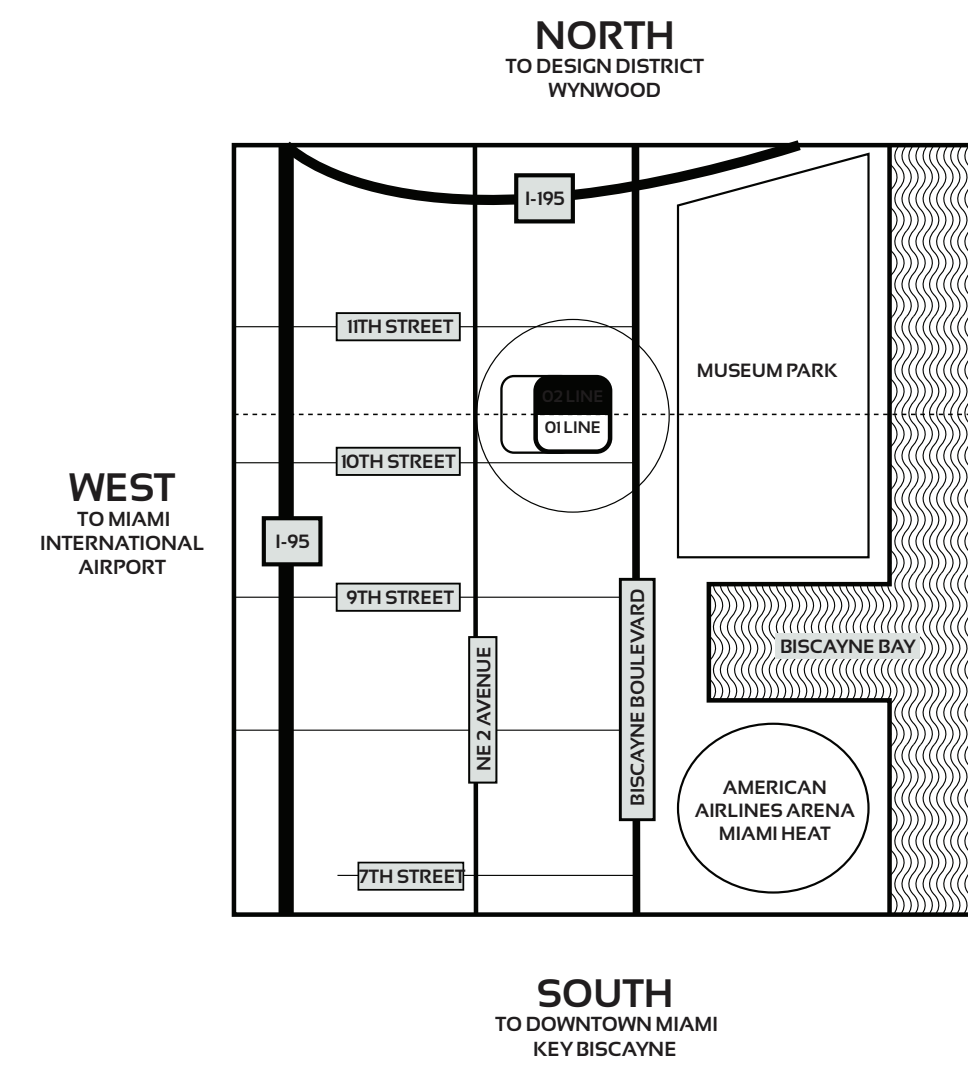 NORTH
TO DESIGN DISTRICT
WYNWOOD
I-195
11TH STREET
MUSEUM PARK
02 LINE
01 LINE
10TH STREET
WEST
TO MIAMI
INTERNATIONAL
AIRPORT
I-95
9TH STREET
BISCAYNE BOULEVARD
BISCAYNE BAY
NE 2 AVENUE
AMERICAN
AIRLINES ARENA
MIAMI HEAT
7TH STREET
SOUTH
TO DOWNTOWN MIAMI
KEY BISCAYNE